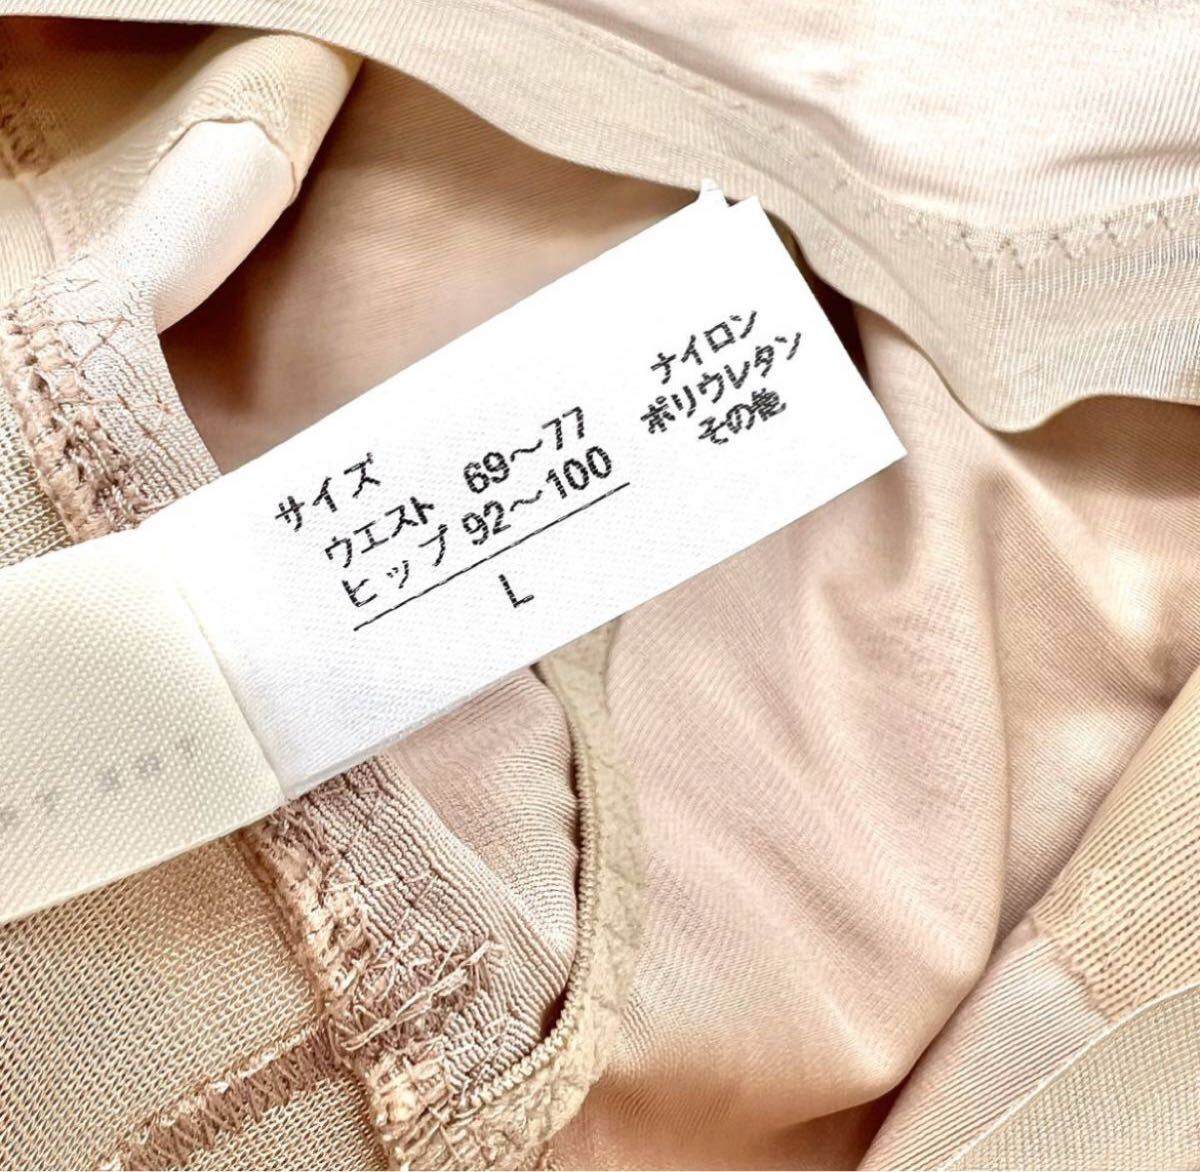 サイズ
ウエスト 69〜77
ヒップ 92〜100
L
ナイロン
ポリウレタン
その他